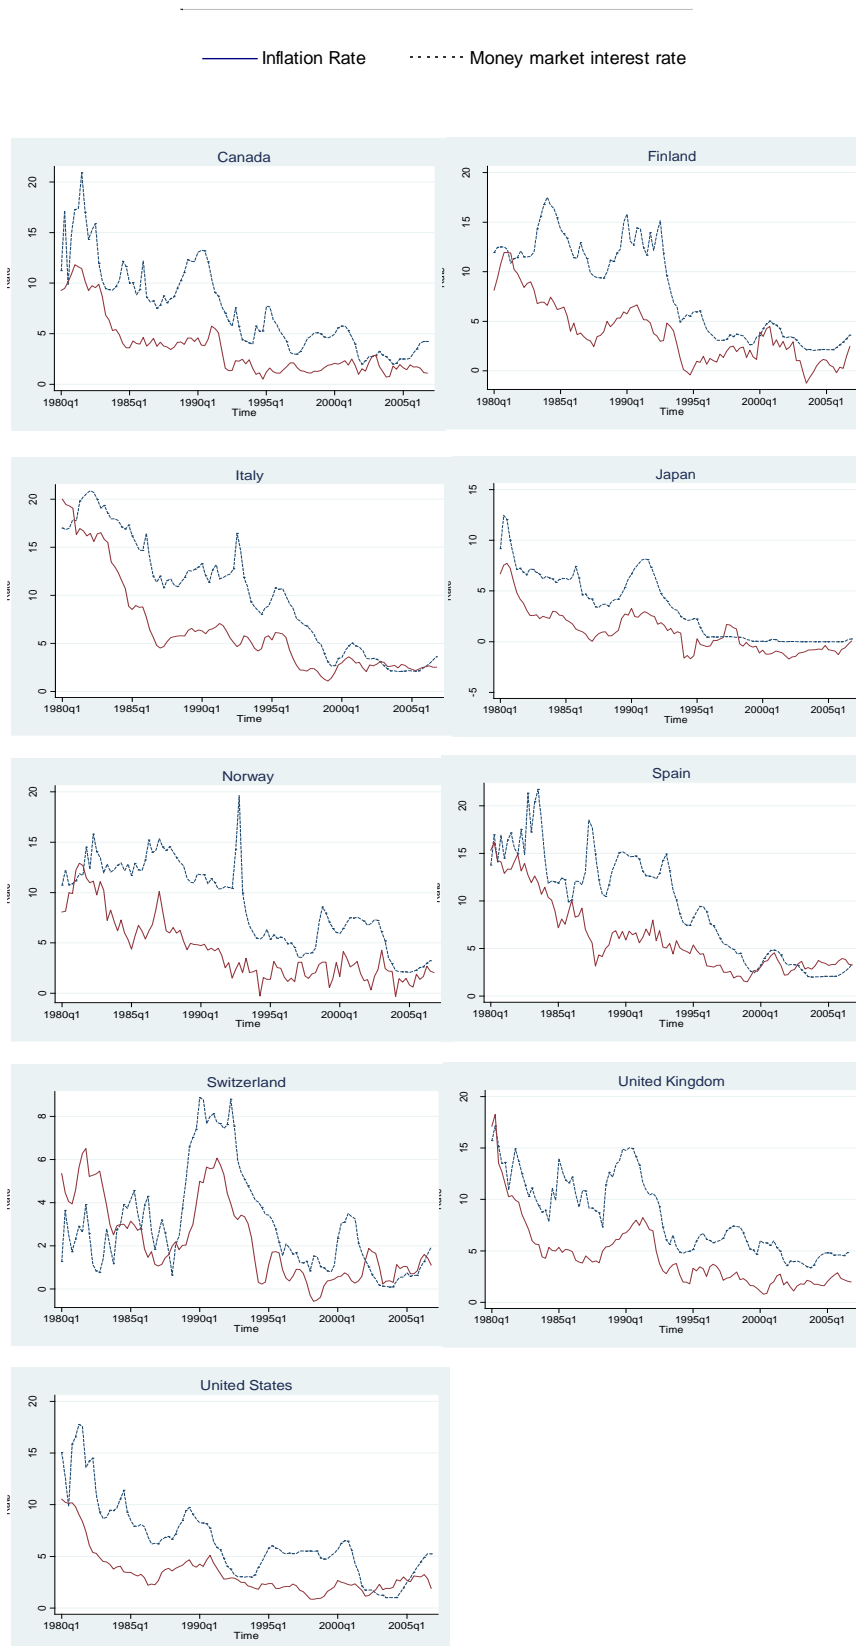 Inflation Rate Money market interest rate
Canada
20
15
10
5
0
1980q1 1985q1 1990q1 1995q1 2000q1 2005q1
Time
Finland
20
15
10
5
0
1980q1 1985q1 1990q1 1995q1 2000q1 2005q1
Time
Italy
20
15
10
5
0
1980q1 1985q1 1990q1 1995q1 2000q1 2005q1
Time
Japan
15
10
5
0
-5
1980q1 1985q1 1990q1 1995q1 2000q1 2005q1
Time
Norway
20
15
10
5
0
1980q1 1985q1 1990q1 1995q1 2000q1 2005q1
Time
Spain
20
15
10
5
0
1980q1 1985q1 1990q1 1995q1 2000q1 2005q1
Time
Switzerland
8
6
4
2
0
1980q1 1985q1 1990q1 1995q1 2000q1 2005q1
Time
United Kingdom
20
15
10
5
0
1980q1 1985q1 1990q1 1995q1 2000q1 2005q1
Time
United States
20
15
10
5
0
1980q1 1985q1 1990q1 1995q1 2000q1 2005q1
Time